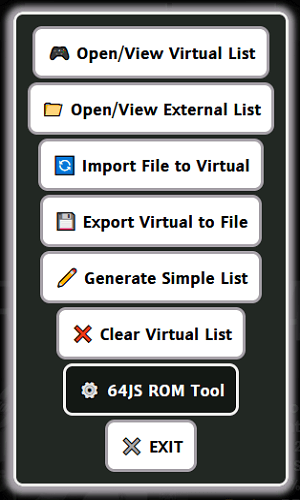 Open/View Virtual List
Open/View External List
Import File to Virtual
Export Virtual to File
Generate Simple List
Clear Virtual List
64JS ROM Tool
EXIT